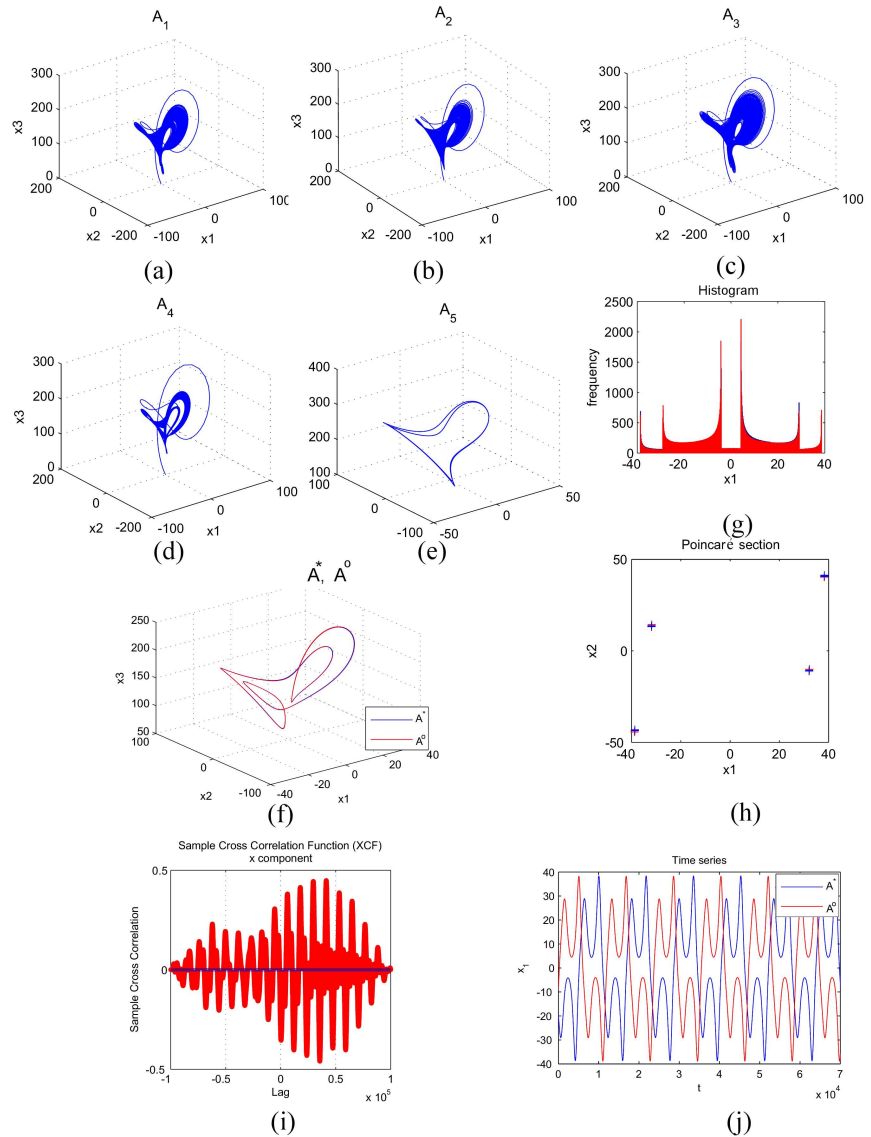 A1
A2
A3
300
200
100
0
200
0
-200
-100
0
100
x3
x2
x1
(a)
300
200
100
0
200
0
-200
-100
0
100
x3
x2
x1
(b)
300
200
100
0
200
0
-200
-100
0
100
x3
x2
x1
(c)
A4
300
200
100
0
200
0
-200
-100
0
100
x3
x2
x1
(d)
A5
400
300
200
100
100
0
-100
-50
0
50
(e)
Histogram
2500
2000
1500
1000
500
0
-40
-20
0
20
40
frequency
x1
(g)
A*, Aº
250
200
150
100
50
100
0
-100
-40
-20
0
20
40
x3
x2
x1
A*
Aº
(f)
Poincaré section
50
0
-50
-40
-20
0
20
40
x2
x1
(h)
Sample Cross Correlation Function (XCF)
x component
0.5
0
-0.5
-1
-0.5
0
0.5
1
Sample Cross Correlation
Lag
x 10^5
(i)
Time series
40
30
20
10
0
-10
-20
-30
-40
0
1
2
3
4
5
6
7
x1
t
x 10^4
A*
Aº
(j)